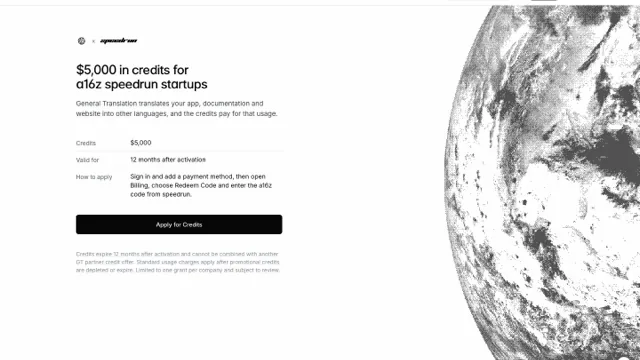 × speedrun
$5,000 in credits for
a16z speedrun startups
General Translation translates your app, documentation and
website into other languages, and the credits pay for that usage.
Credits $5,000
Valid for 12 months after activation
How to apply Sign in and add a payment method, then open
Billing, choose Redeem Code and enter the a16z
code from speedrun.
Apply for Credits
Credits expire 12 months after activation and cannot be combined with another
GT partner credit offer. Standard usage charges apply after promotional credits
are depleted or expire. Limited to one grant per company and subject to review.